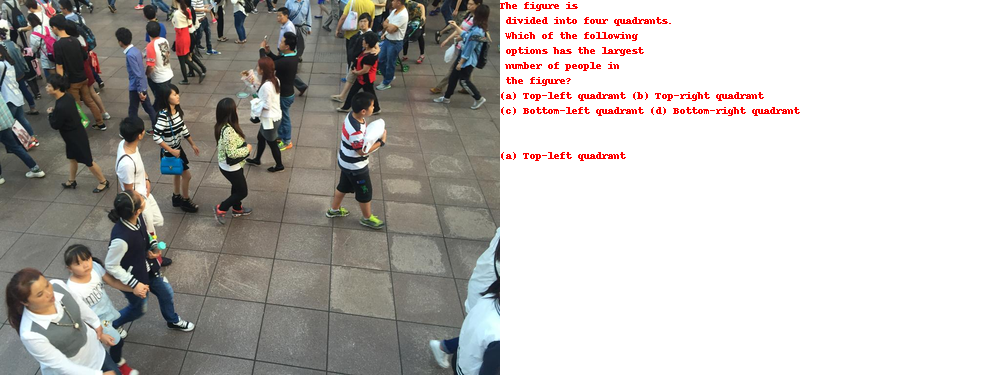 The figure is
divided into four quadrants.
Which of the following
options has the largest
number of people in
the figure?
(a) Top-left quadrant (b) Top-right quadrant
(c) Bottom-left quadrant (d) Bottom-right quadrant
(a) Top-left quadrant